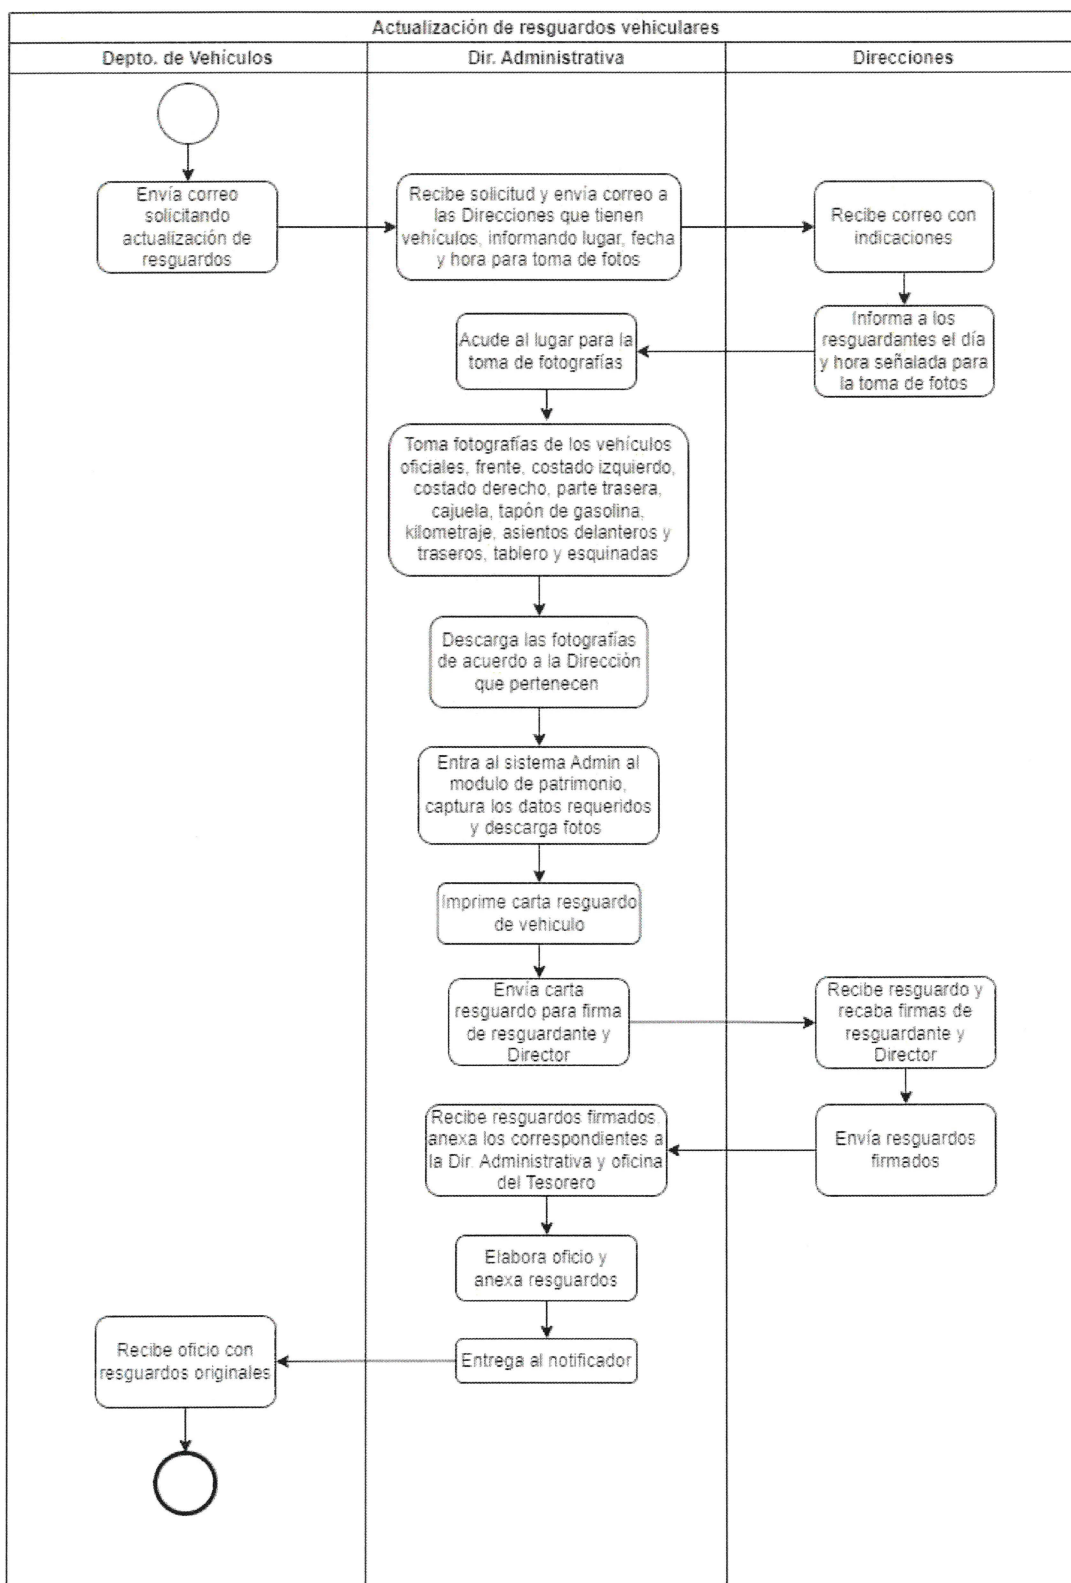 Actualización de resguardos vehiculares
Depto. de Vehículos
Dir. Administrativa
Direcciones
Envía correo
solicitando
actualización de
resguardos
Recibe solicitud y envía correo a
las Direcciones que tienen
vehículos, informando lugar, fecha
y hora para toma de fotos
Recibe correo con
indicaciones
Informa a los
resguardantes el día
y hora señalada para
la toma de fotos
Acude al lugar para la
toma de fotografías
Toma fotografías de los vehículos
oficiales, frente, costado izquierdo,
costado derecho, parte trasera,
cajuela, tapón de gasolina,
kilometraje, asientos delanteros y
traseros, tablero y esquinadas
Descarga las fotografías
de acuerdo a la Dirección
que pertenecen
Entra al sistema Admin al
modulo de patrimonio,
captura los datos requeridos
y descarga fotos
Imprime carta resguardo
de vehiculo
Envía carta
resguardo para firma
de resguardante y
Director
Recibe resguardo y
recaba firmas de
resguardante y
Director
Envía resguardos
firmados
Recibe resguardos firmados,
anexa los correspondientes a
la Dir. Administrativa y oficina
del Tesorero
Elabora oficio y
anexa resguardos
Entrega al notificador
Recibe oficio con
resguardos originales